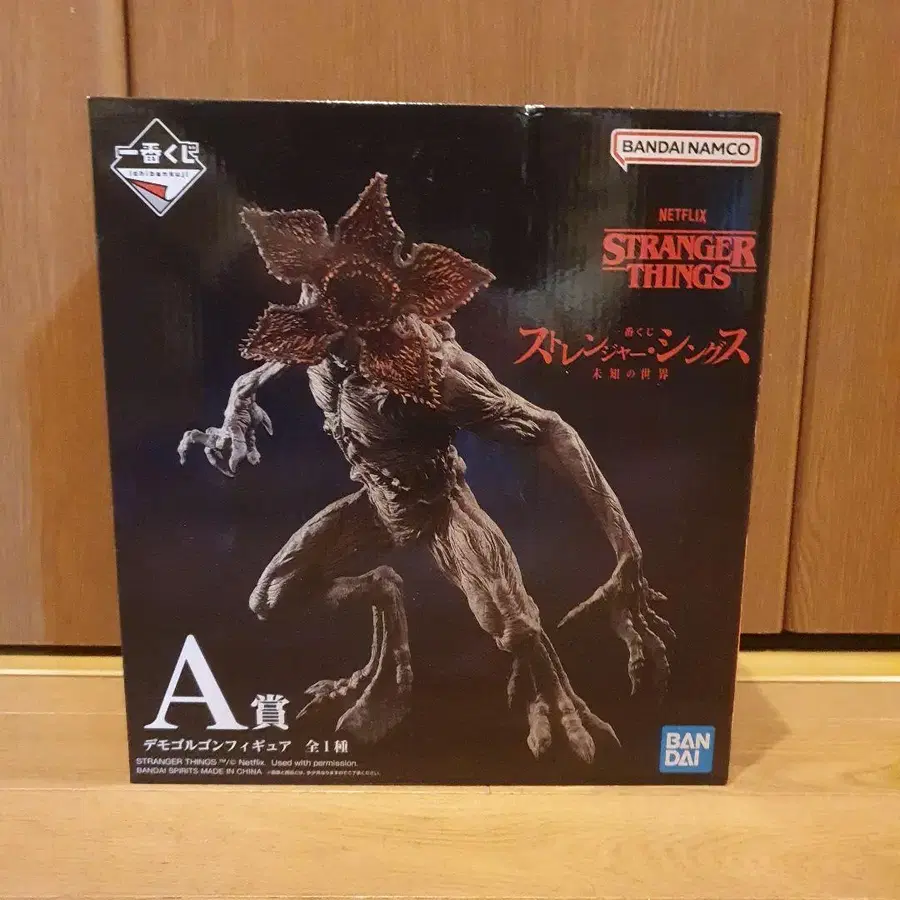 一番くじ
ichibankuji
BANDAI NAMCO
NETFLIX
STRANGER
THINGS
一番くじ
ストレンジャー・シングス
未知の世界
A賞
デモゴルゴンフィギュア 全1種
STRANGER THINGS ™/© Netflix. Used with permission.
BANDAI SPIRITS MADE IN CHINA
BAN
DAI